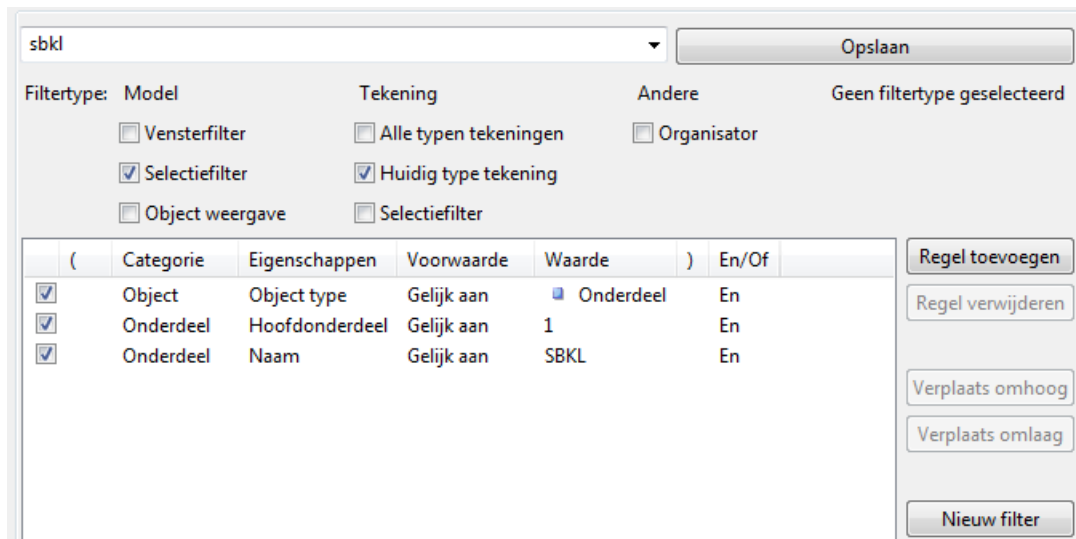 sbkl Opslaan
Filtertype: Model Tekening Andere Geen filtertype geselecteerd
Vensterfilter Alle typen tekeningen Organisator
Selectiefilter Huidig type tekening
Object weergave Selectiefilter
( Categorie Eigenschappen Voorwaarde Waarde ) En/Of Regel toevoegen
Object Object type Gelijk aan Onderdeel En
Regel verwijderen
Onderdeel Hoofdonderdeel Gelijk aan 1 En
Onderdeel Naam Gelijk aan SBKL En
Verplaats omhoog
Verplaats omlaag
Nieuw filter